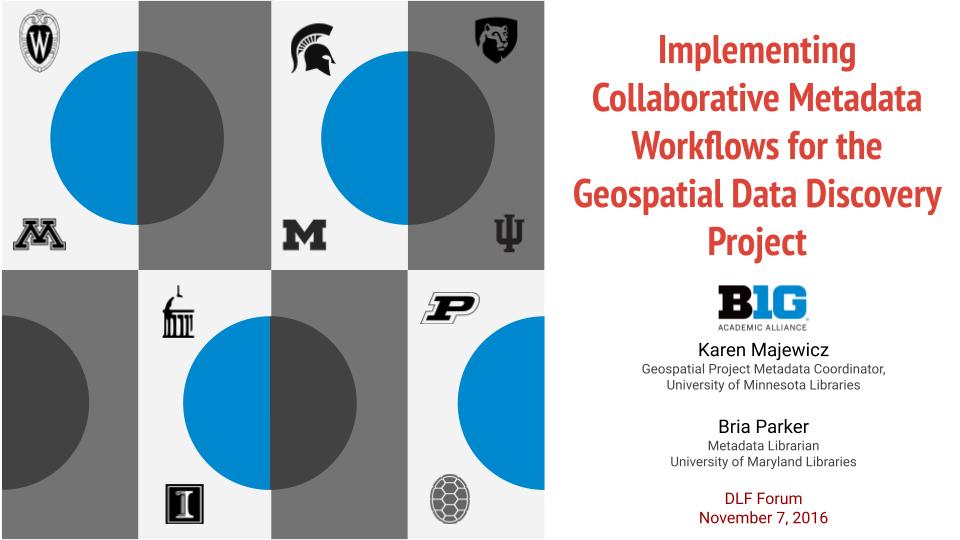 Implementing
Collaborative Metadata
Workflows for the
Geospatial Data Discovery
Project
B1G
ACADEMIC ALLIANCE
Karen Majewicz
Geospatial Project Metadata Coordinator,
University of Minnesota Libraries
Bria Parker
Metadata Librarian
University of Maryland Libraries
DLF Forum
November 7, 2016
W
M
M
P
I